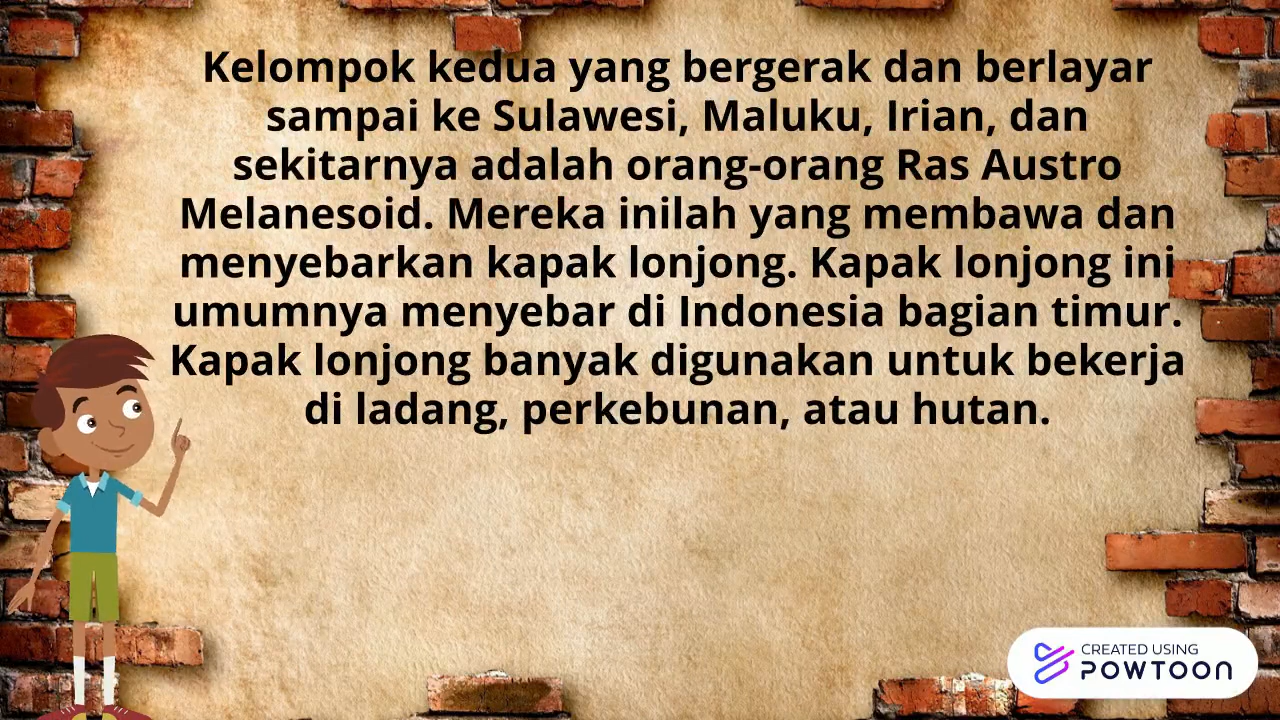 Kelompok kedua yang bergerak dan berlayar
sampai ke Sulawesi, Maluku, Irian, dan
sekitarnya adalah orang-orang Ras Austro
Melanesoid. Mereka inilah yang membawa dan
menyebarkan kapak lonjong. Kapak lonjong ini
umumnya menyebar di Indonesia bagian timur.
Kapak lonjong banyak digunakan untuk bekerja
di ladang, perkebunan, atau hutan.
CREATED USING
POWTOON